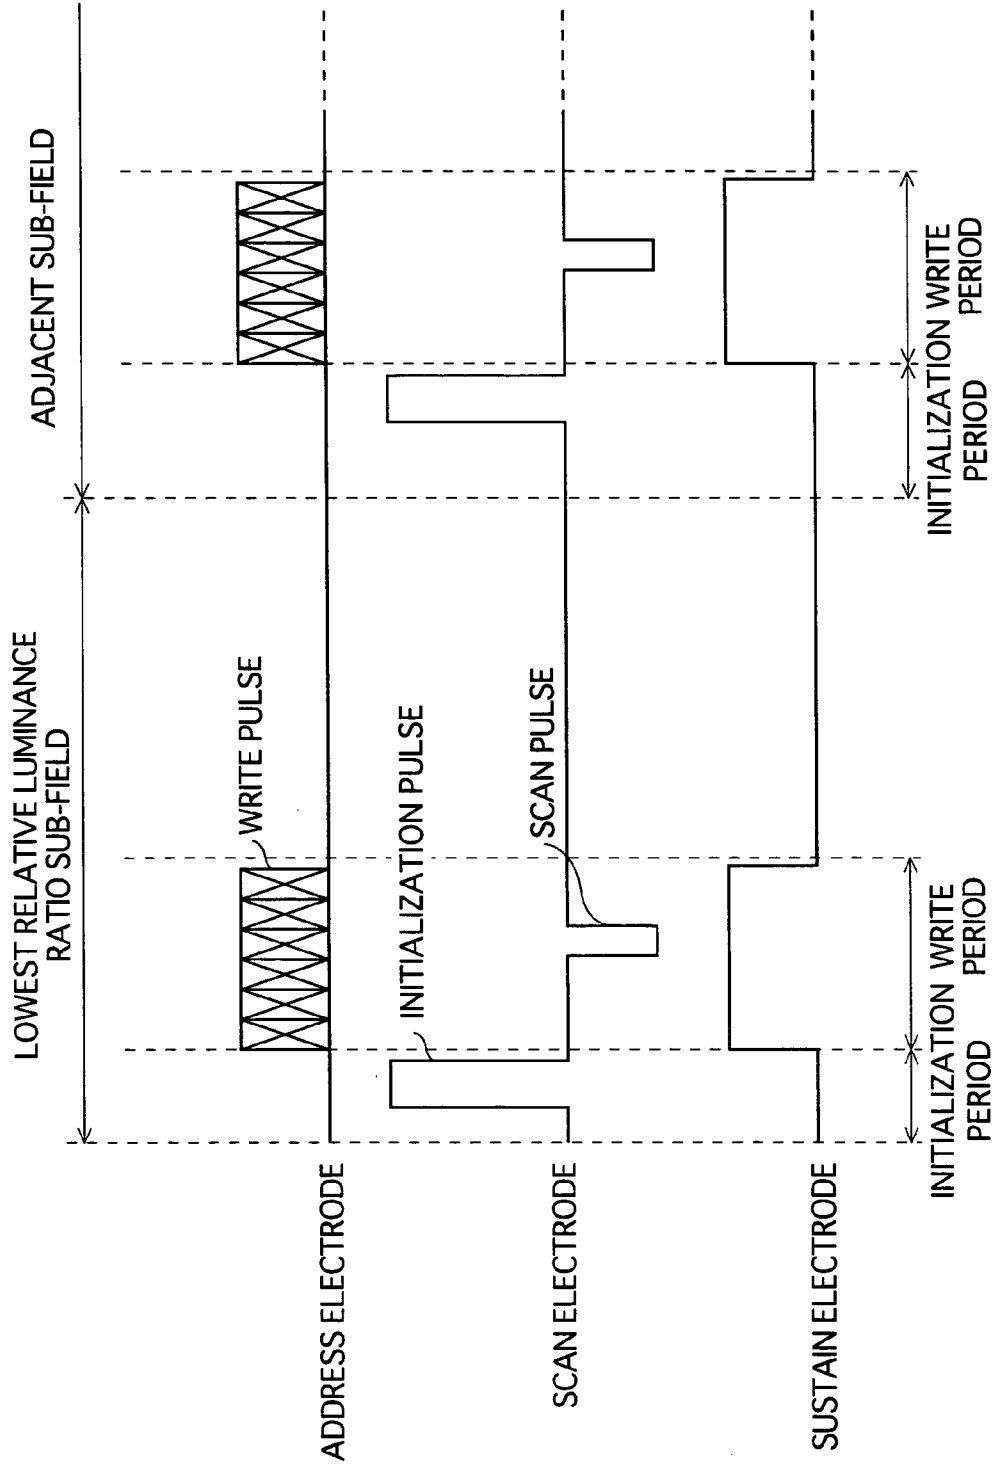 LOWEST RELATIVE LUMINANCE
RATIO SUB-FIELD
ADJACENT SUB-FIELD
WRITE PULSE
ADDRESS ELECTRODE
INITIALIZATION PULSE
SCAN PULSE
SCAN ELECTRODE
SUSTAIN ELECTRODE
INITIALIZATION WRITE
PERIOD PERIOD
INITIALIZATION WRITE
PERIOD PERIOD